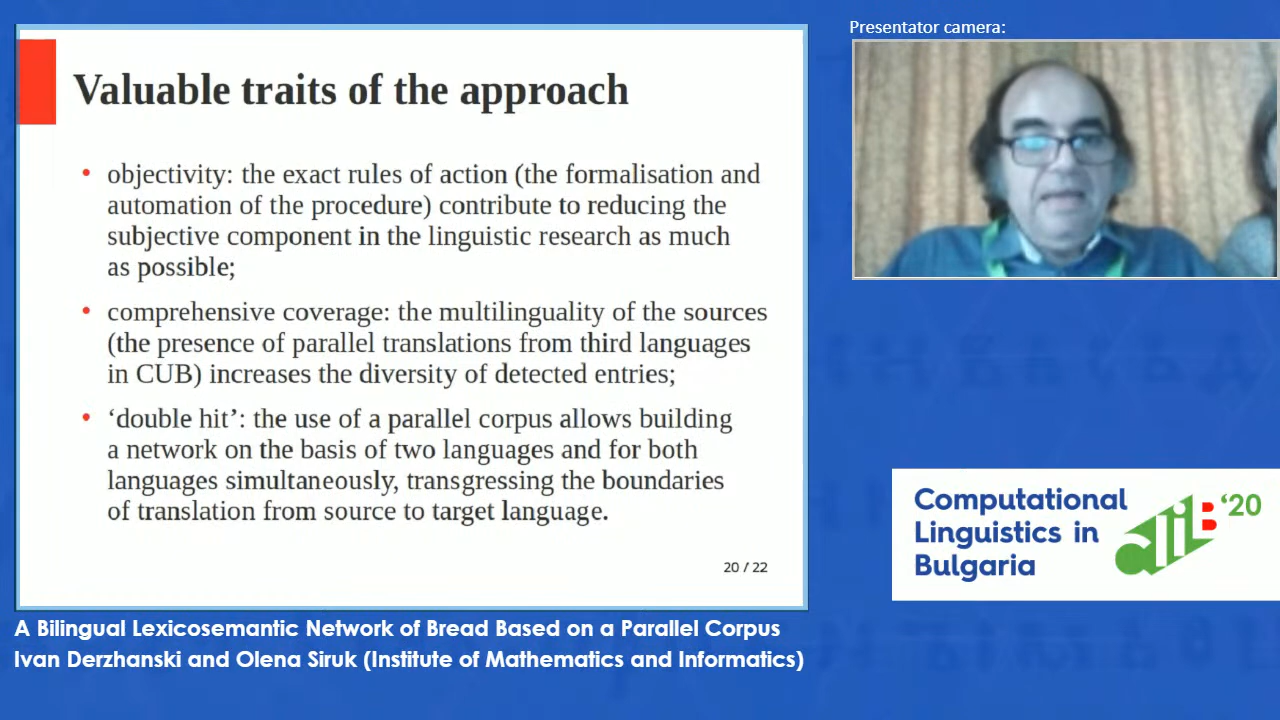 Presentator camera:
Valuable traits of the approach
• objectivity: the exact rules of action (the formalisation and
automation of the procedure) contribute to reducing the
subjective component in the linguistic research as much
as possible;
• comprehensive coverage: the multilinguality of the sources
(the presence of parallel translations from third languages
in CUB) increases the diversity of detected entries;
• ‘double hit’: the use of a parallel corpus allows building
a network on the basis of two languages and for both
languages simultaneously, transgressing the boundaries
of translation from source to target language.
20 / 22
Computational
Linguistics in
Bulgaria
clIB ‘20
A Bilingual Lexicosemantic Network of Bread Based on a Parallel Corpus
Ivan Derzhanski and Olena Siruk (Institute of Mathematics and Informatics)